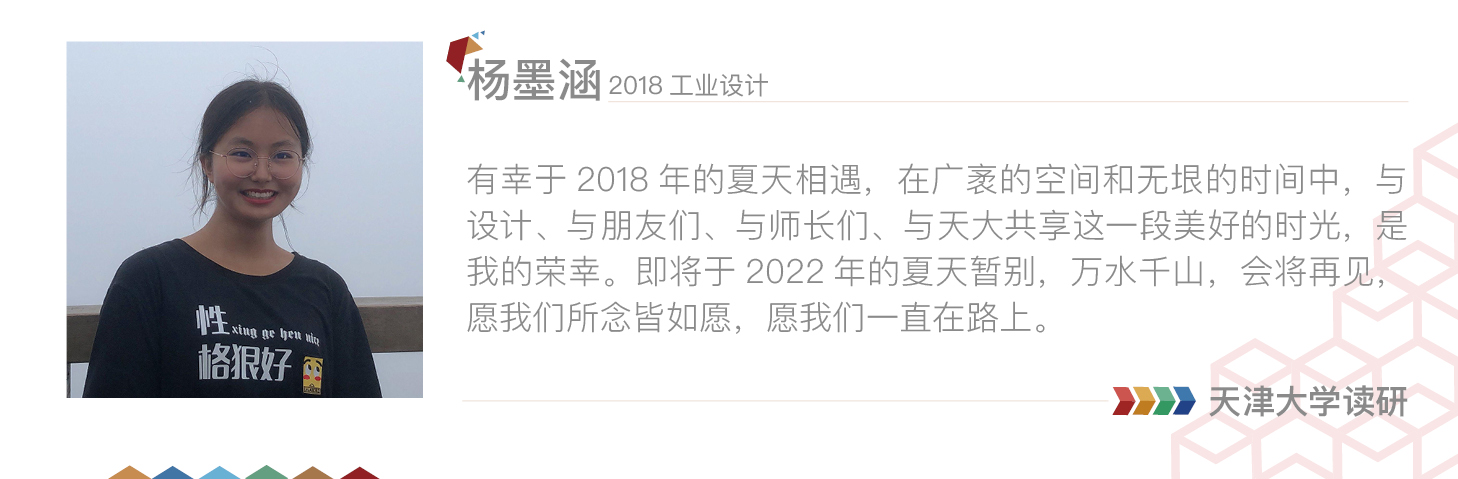 杨墨涵 2018 工业设计
有幸于 2018 年的夏天相遇，在广袤的空间和无垠的时间中，与
设计、与朋友们、与师长们、与天大共享这一段美好的时光，是
我的荣幸。即将于 2022 年的夏天暂别，万水千山，会将再见，
愿我们所念皆如愿，愿我们一直在路上。
性 xing ge hen nice
格狠好
天津大学读研